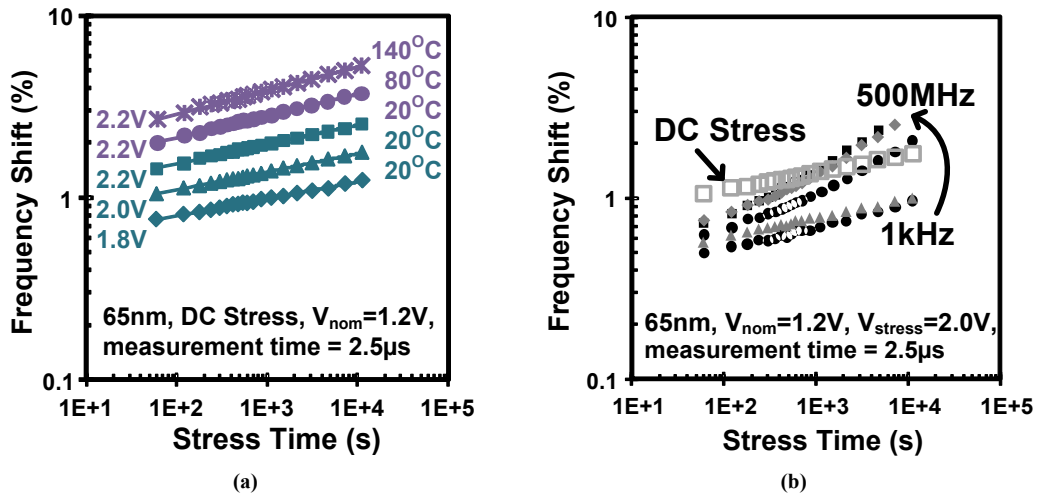 Frequency Shift (%)
10
1
0.1
140°C
80°C
20°C
20°C
20°C
2.2V
2.2V
2.2V
2.0V
1.8V
65nm, DC Stress, Vnom=1.2V,
measurement time = 2.5µs
1E+1 1E+2 1E+3 1E+4 1E+5
Stress Time (s)
(a)
Frequency Shift (%)
10
1
0.1
500MHz
DC Stress
1kHz
65nm, Vnom=1.2V, Vstress=2.0V,
measurement time = 2.5µs
1E+1 1E+2 1E+3 1E+4 1E+5
Stress Time (s)
(b)